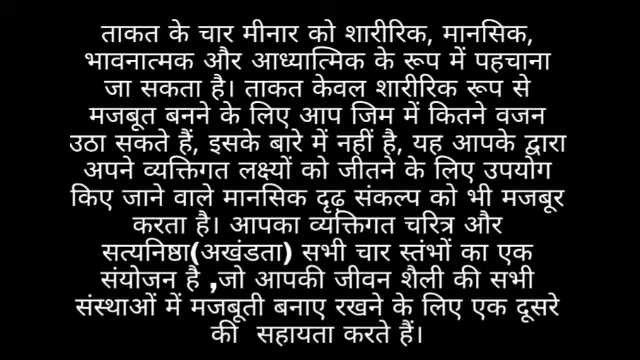 ताकत के चार मीनार को शारीरिक, मानसिक,
भावनात्मक और आध्यात्मिक के रूप में पहचाना
जा सकता है। ताकत केवल शारीरिक रूप से
मजबूत बनने के लिए आप जिम में कितने वजन
उठा सकते हैं, इसके बारे में नहीं है, यह आपके द्वारा
अपने व्यक्तिगत लक्ष्यों को जीतने के लिए उपयोग
किए जाने वाले मानसिक दृढ़ संकल्प को भी मजबूर
करता है। आपका व्यक्तिगत चरित्र और
सत्यनिष्ठा(अखंडता) सभी चार स्तंभों का एक
संयोजन है ,जो आपकी जीवन शैली की सभी
संस्थाओं में मजबूती बनाए रखने के लिए एक दूसरे
की  सहायता करते हैं।